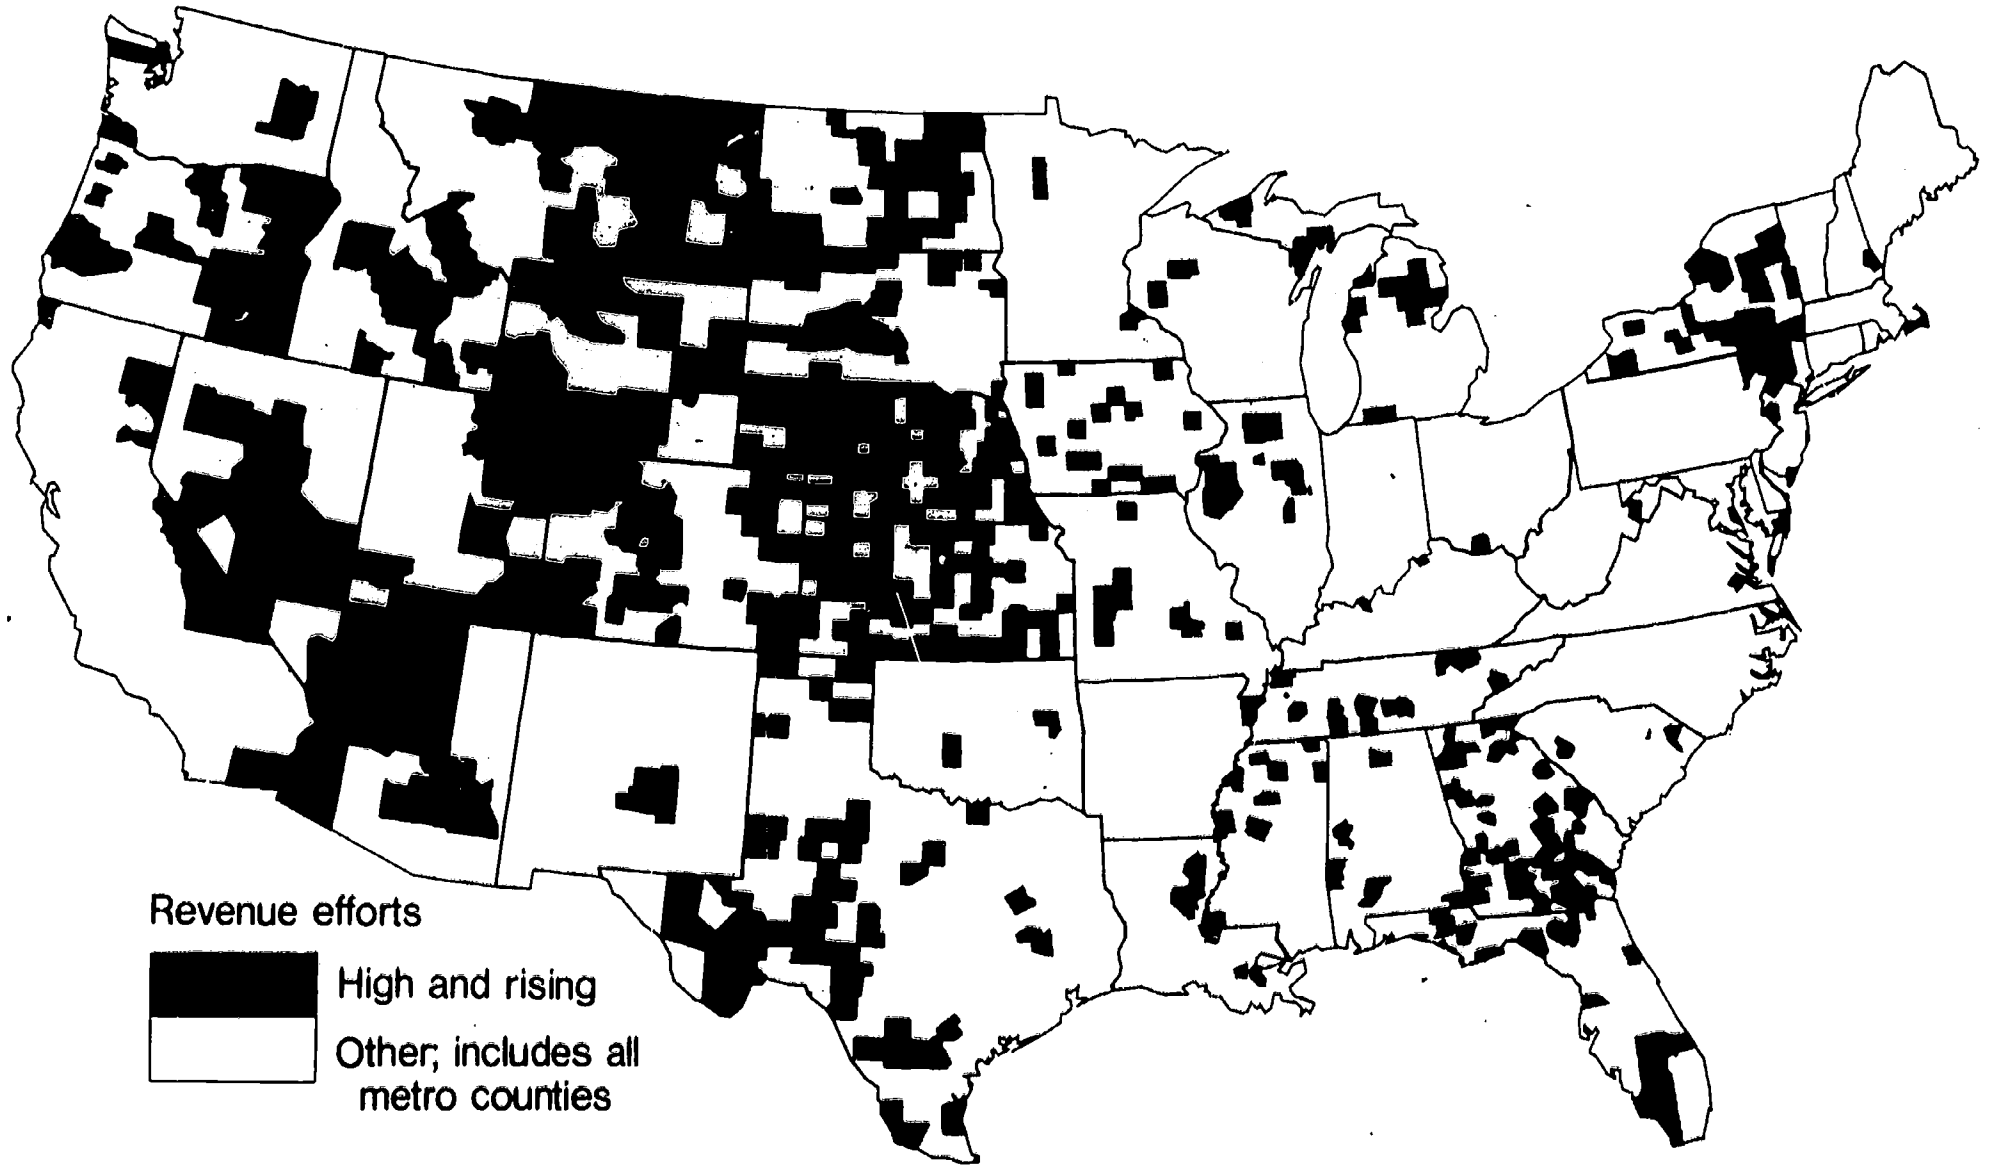 Revenue efforts
High and rising
Other; includes all
metro counties